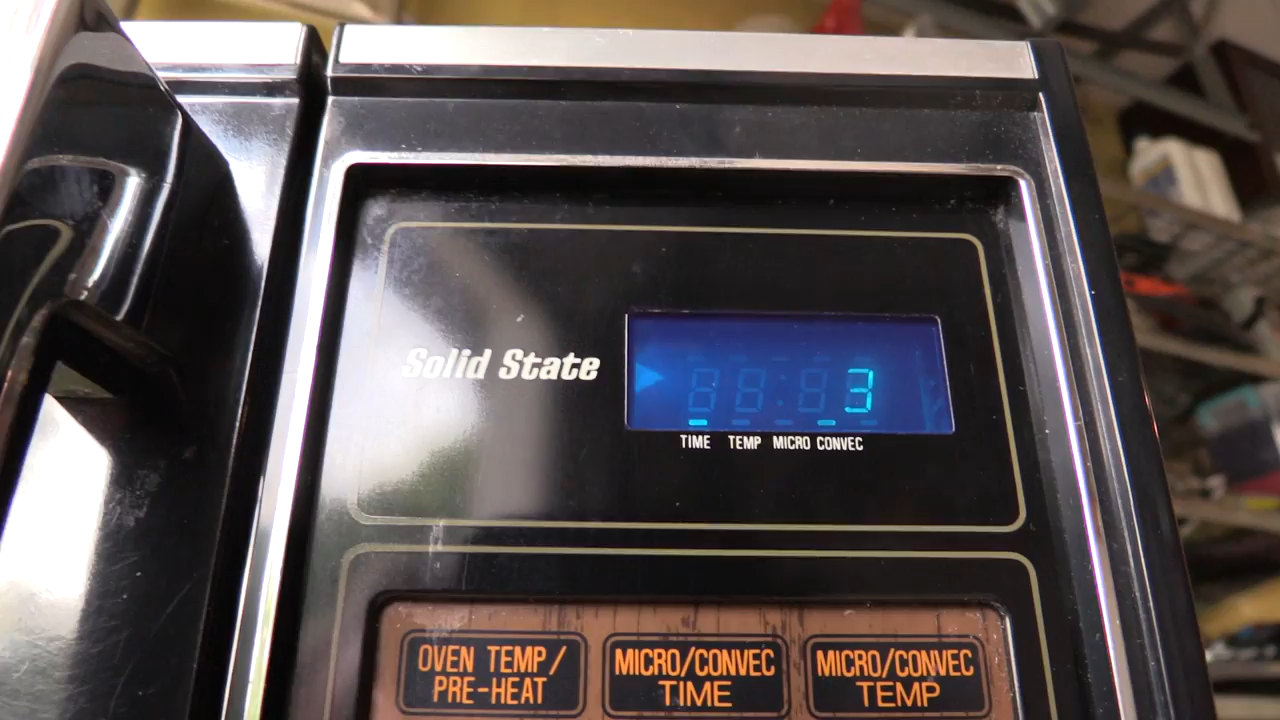 Solid State
3
TIME TEMP MICRO CONVEC
OVEN TEMP/
PRE-HEAT
MICRO/CONVEC
TIME
MICRO/CONVEC
TEMP